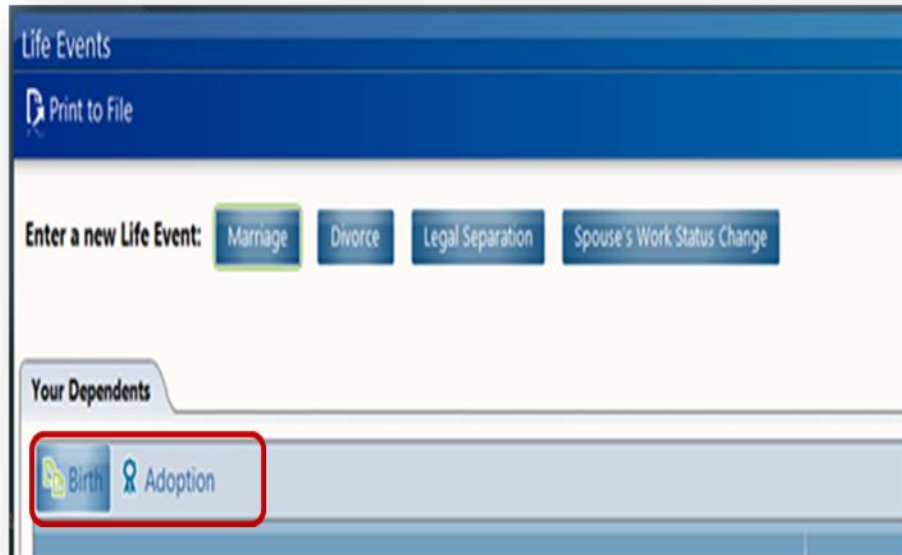 Life Events
Print to File
Enter a new Life Event: Marriage Divorce Legal Separation Spouse's Work Status Change
Your Dependents
Birth Adoption